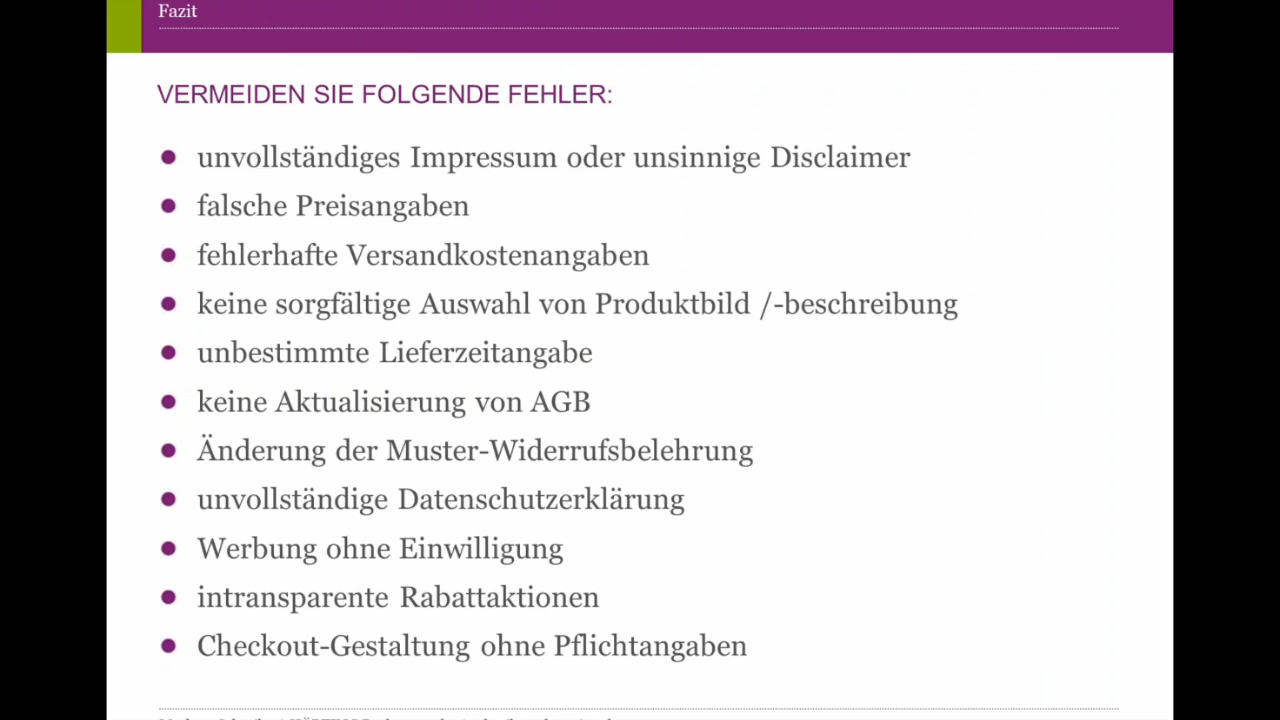 Fazit
VERMEIDEN SIE FOLGENDE FEHLER:
unvollständiges Impressum oder unsinnige Disclaimer
falsche Preisangaben
fehlerhafte Versandkostenangaben
keine sorgfältige Auswahl von Produktbild /-beschreibung
unbestimmte Lieferzeitangabe
keine Aktualisierung von AGB
Änderung der Muster-Widerrufsbelehrung
unvollständige Datenschutzerklärung
Werbung ohne Einwilligung
intransparente Rabattaktionen
Checkout-Gestaltung ohne Pflichtangaben